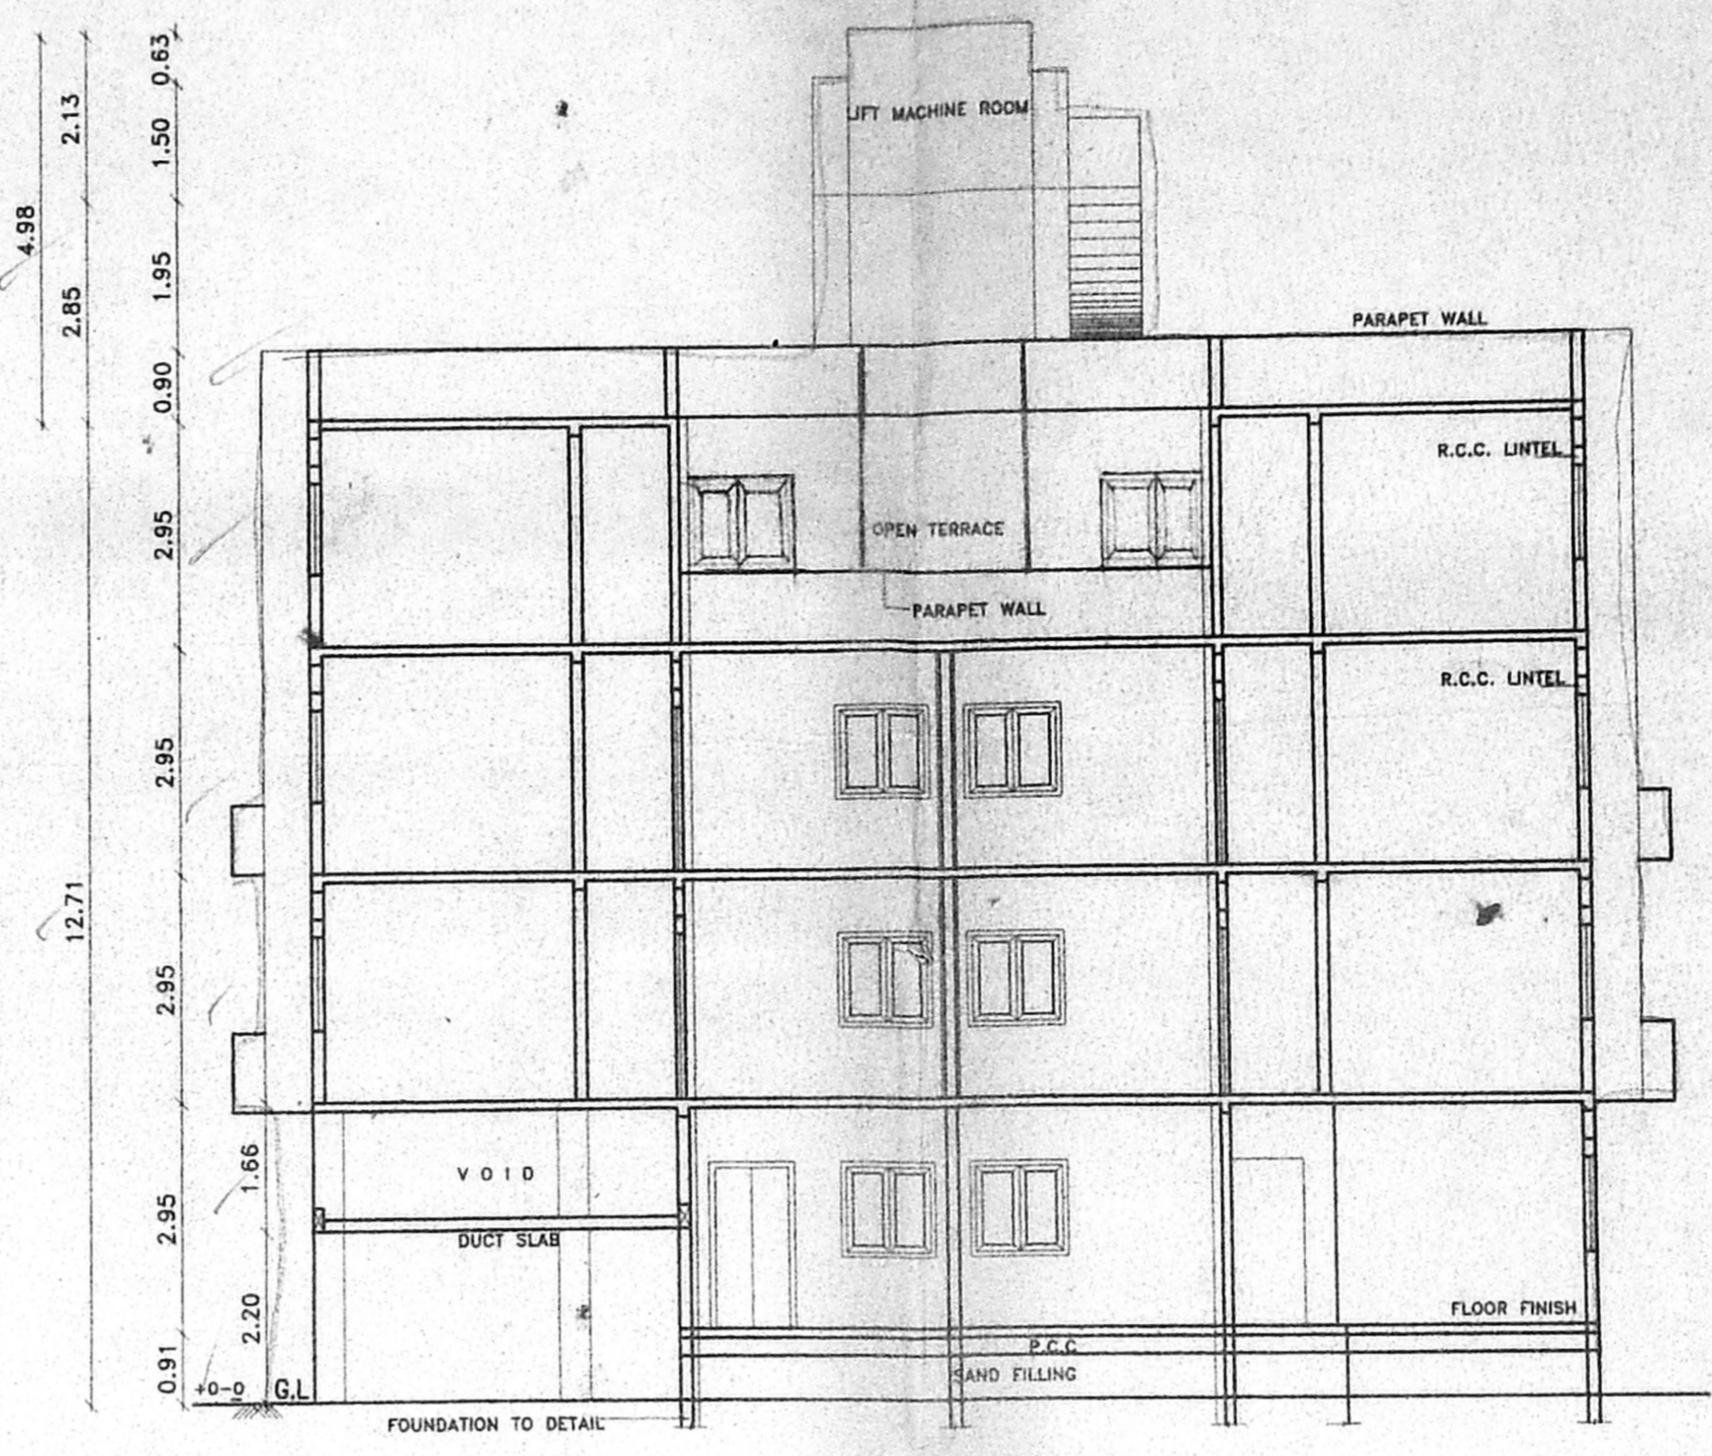 0.63
LIFT MACHINE ROOM
2.13
1.50
4.98
1.95
2.85
PARAPET WALL
0.90
R.C.C. LINTEL
OPEN TERRACE
2.95
PARAPET WALL
R.C.C. LINTEL
2.95
12.71
2.95
1.66
VOID
2.95
DUCT SLAB
2.20
FLOOR FINISH
P.C.C
SAND FILLING
0.91
+0-0 G.L
FOUNDATION TO DETAIL